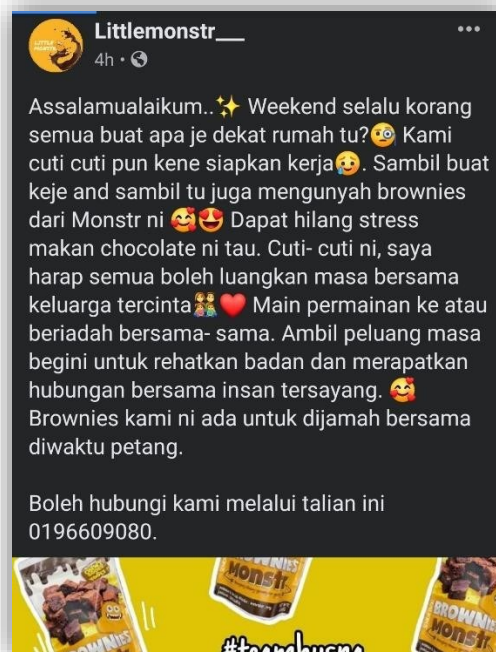 Littlemonstr___
4h
Assalamualaikum..✨ Weekend selalu korang
semua buat apa je dekat rumah tu?🧐 Kami
cuti cuti pun kene siapkan kerja🥲. Sambil buat
keje and sambil tu juga mengunyah brownies
dari Monstr ni 🥰😍 Dapat hilang stress
makan chocolate ni tau. Cuti- cuti ni, saya
harap semua boleh luangkan masa bersama
keluarga tercinta👨‍👩‍👧‍👦❤️ Main permainan ke atau
beriadah bersama- sama. Ambil peluang masa
begini untuk rehatkan badan dan merapatkan
hubungan bersama insan tersayang. 🥰
Brownies kami ni ada untuk dijamah bersama
diwaktu petang.
Boleh hubungi kami melalui talian ini
0196609080.
BROWNIES
Monstr